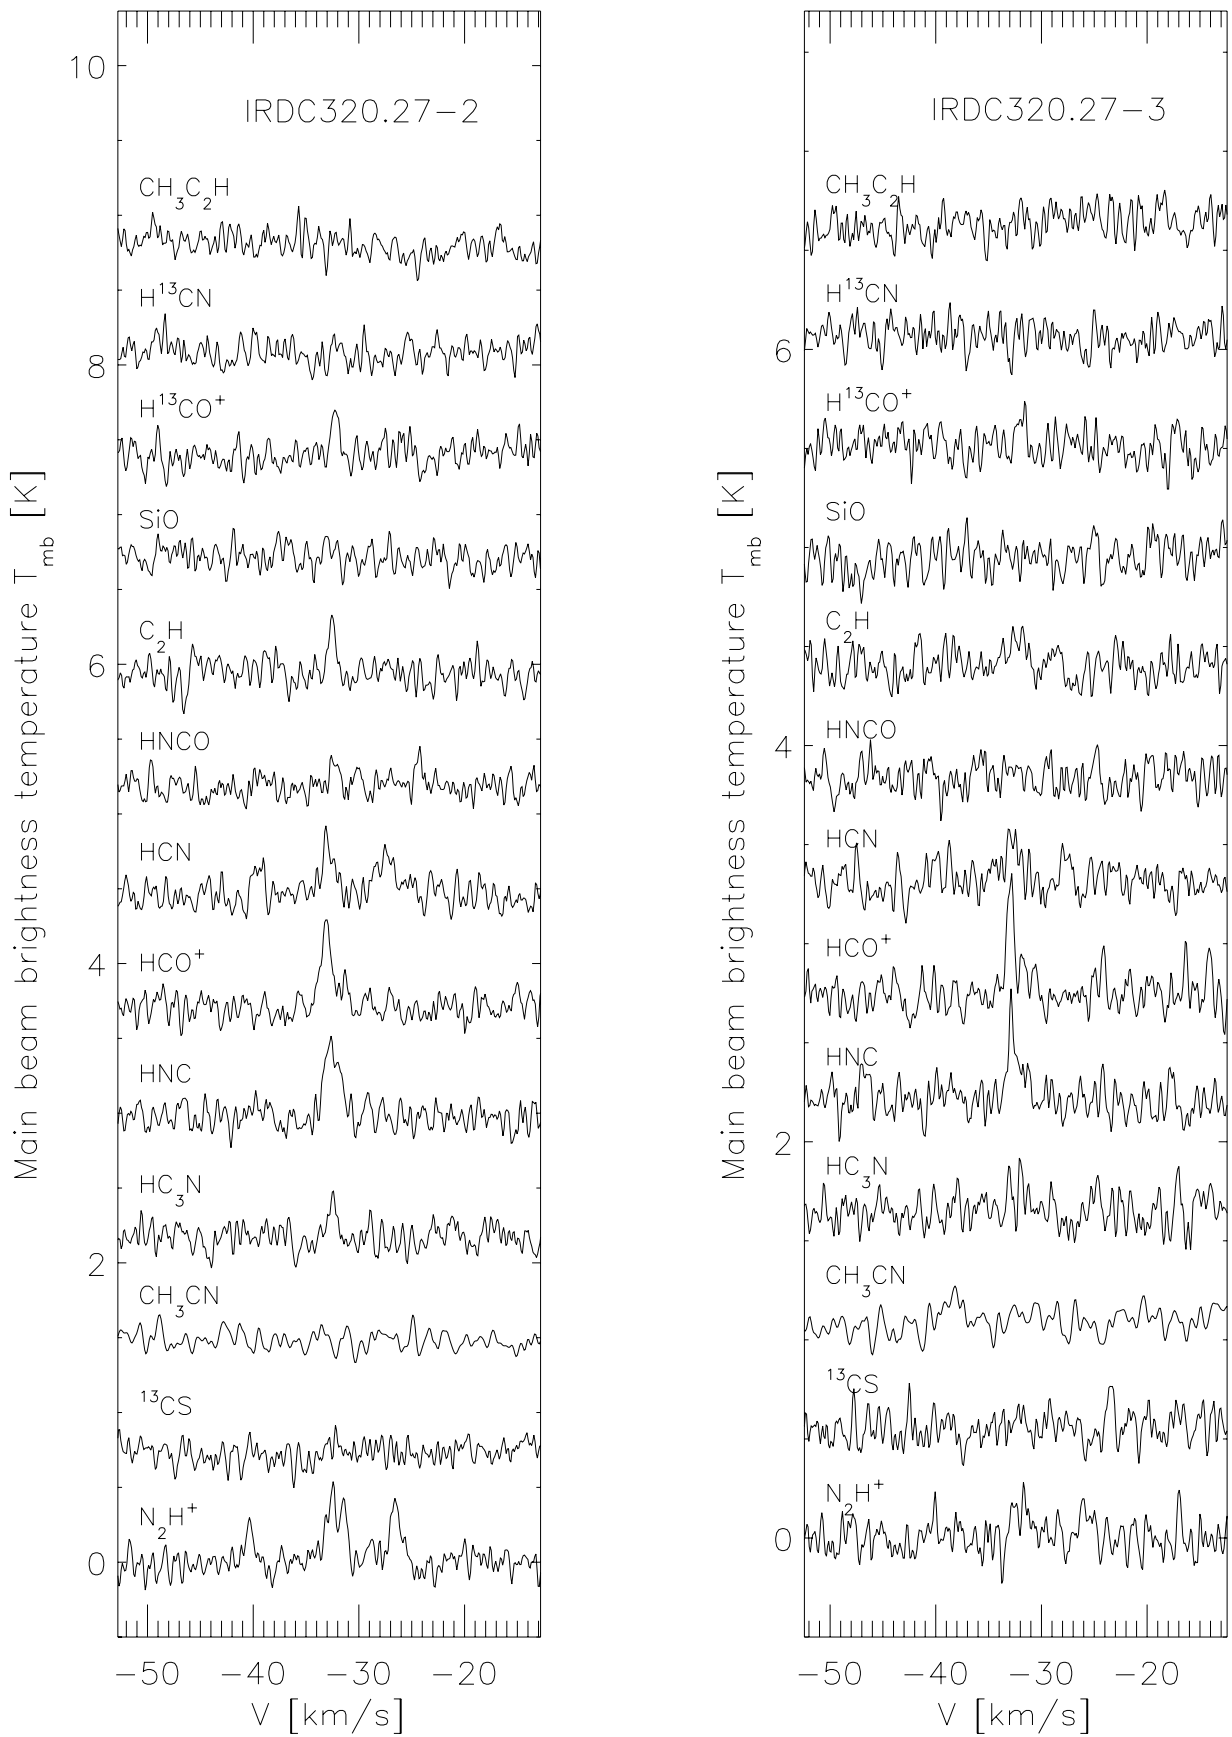 IRDC320.27−2
CH₃C₂H
H¹³CN
H¹³CO⁺
SiO
C₂H
HNCO
HCN
HCO⁺
HNC
HC₃N
CH₃CN
¹³CS
N₂H⁺
10
8
6
4
2
0
Main beam brightness temperature T_mb [K]
−50 −40 −30 −20
V [km/s]
IRDC320.27−3
CH₃C₂H
H¹³CN
H¹³CO⁺
SiO
C₂H
HNCO
HCN
HCO⁺
HNC
HC₃N
CH₃CN
¹³CS
N₂H⁺
6
4
2
0
Main beam brightness temperature T_mb [K]
−50 −40 −30 −20
V [km/s]